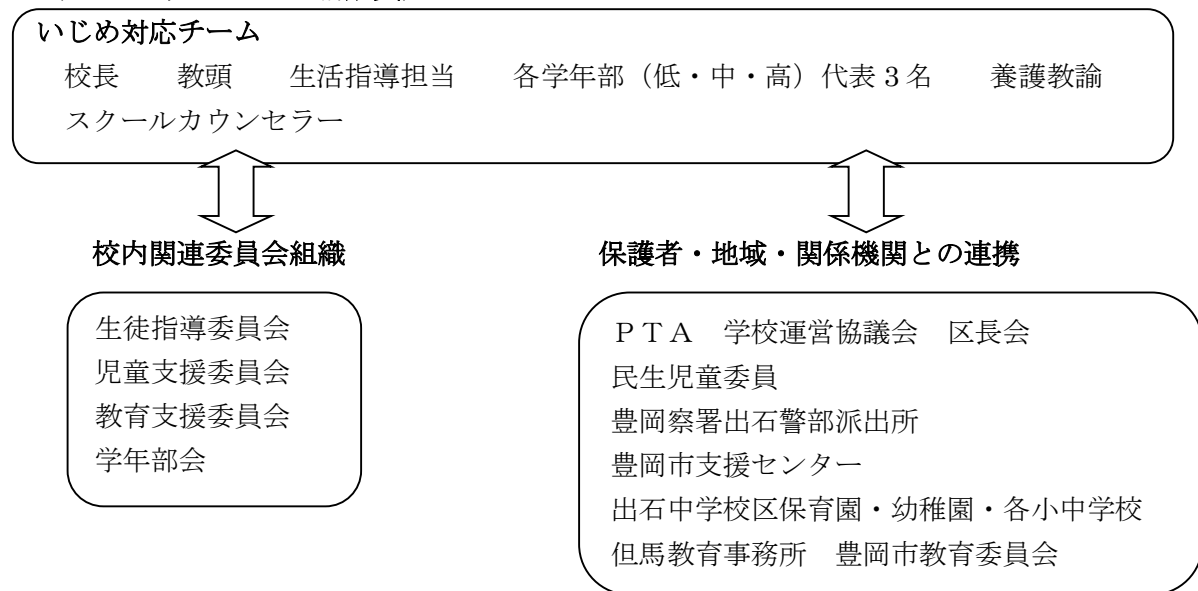 いじめ対応チーム
校長　　教頭　　生活指導担当　　各学年部（低・中・高）代表３名　　養護教諭
スクールカウンセラー
校内関連委員会組織
生徒指導委員会
児童支援委員会
教育支援委員会
学年部会
保護者・地域・関係機関との連携
ＰＴＡ　学校運営協議会　区長会
民生児童委員
豊岡察署出石警部派出所
豊岡市支援センター
出石中学校区保育園・幼稚園・各小中学校
但馬教育事務所　豊岡市教育委員会